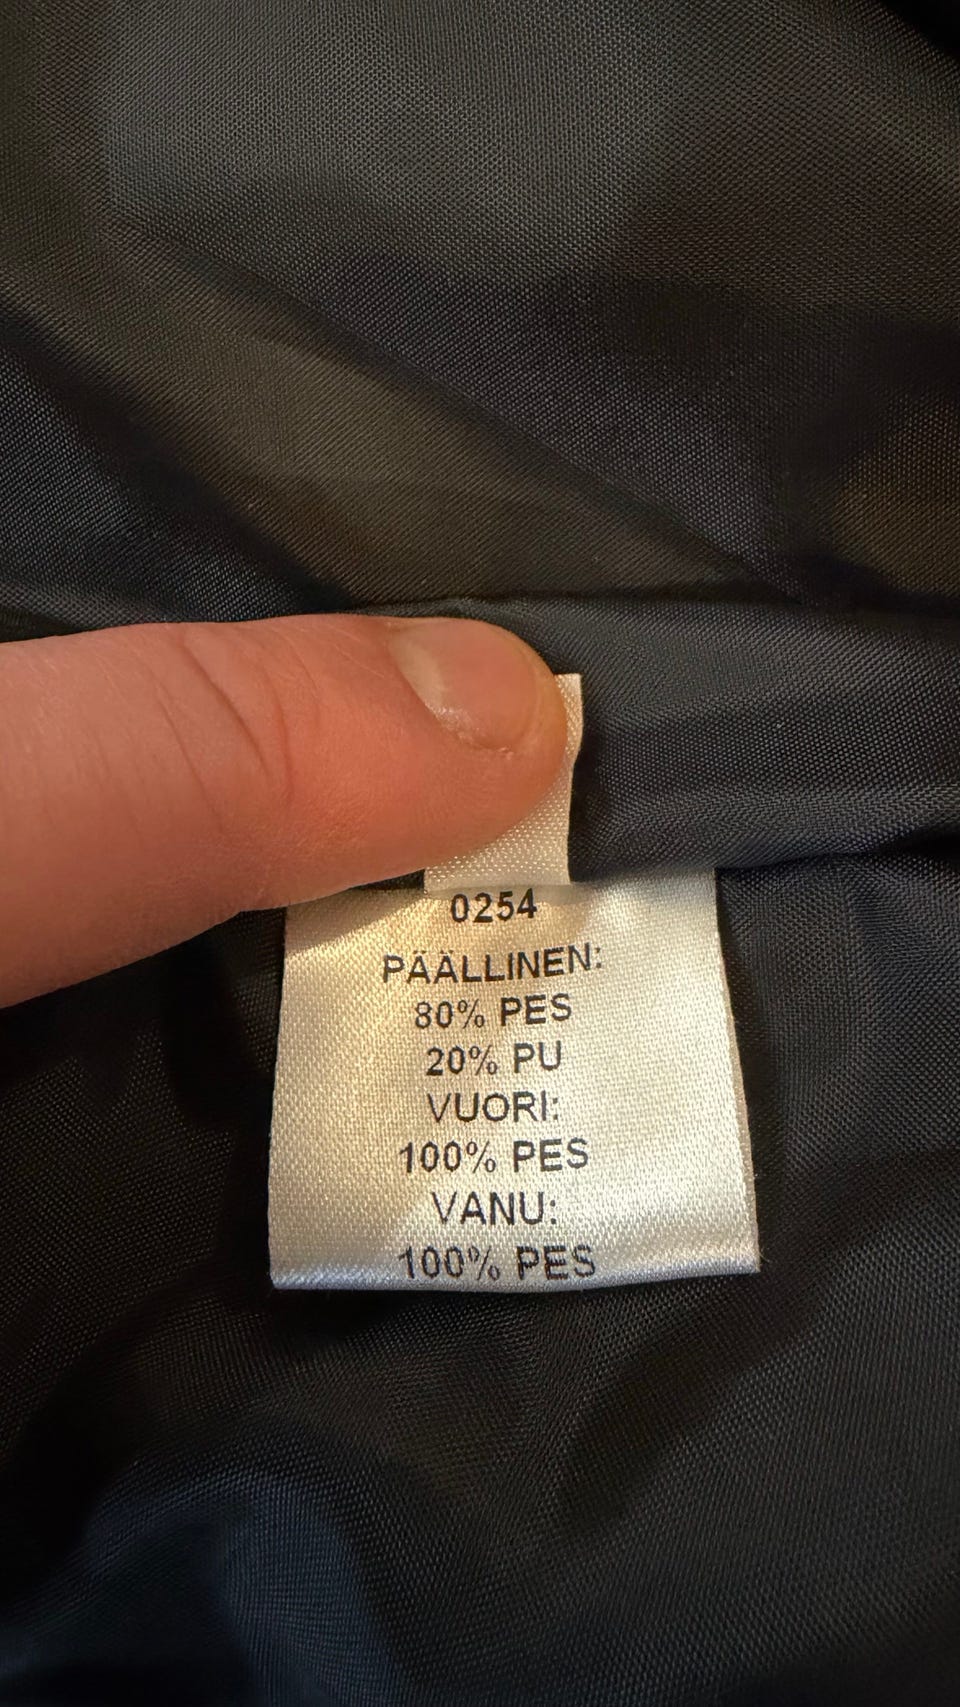 0254
PÄÄLLINEN:
80% PES
20% PU
VUORI:
100% PES
VANU:
100% PES